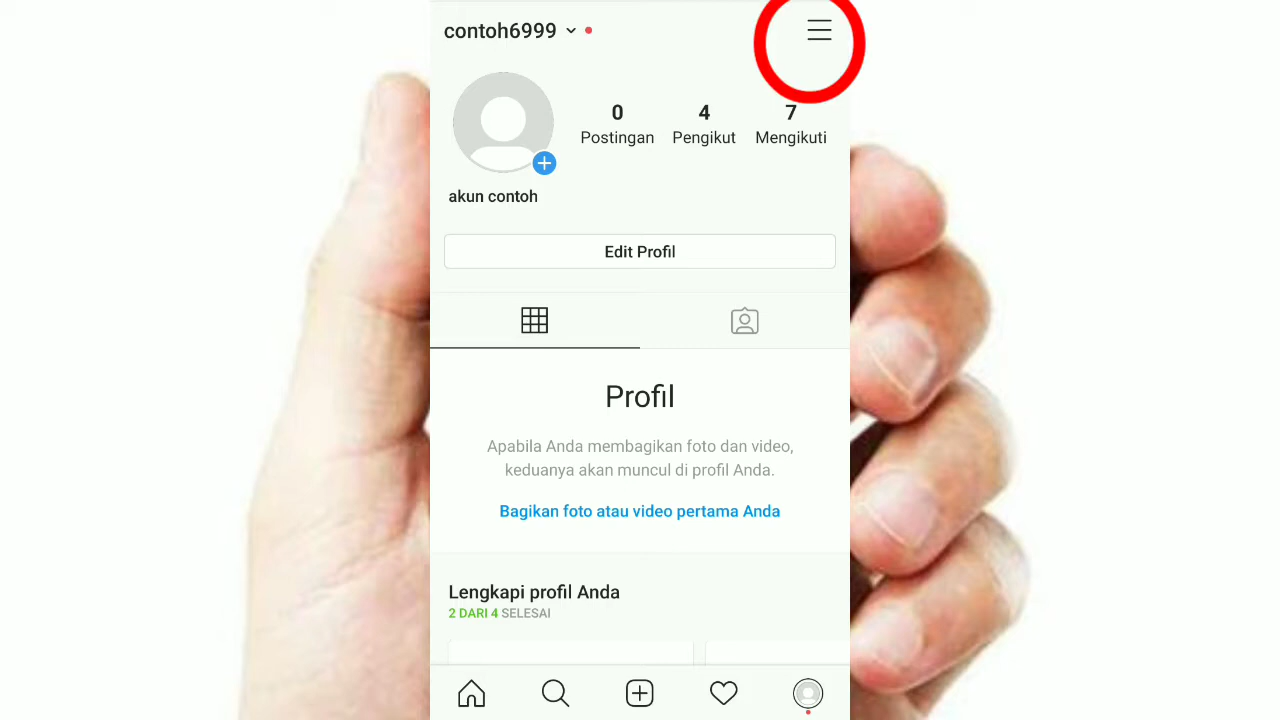 contoh6999
0 4 7
Postingan Pengikut Mengikuti
akun contoh
Edit Profil
Profil
Apabila Anda membagikan foto dan video,
keduanya akan muncul di profil Anda.
Bagikan foto atau video pertama Anda
Lengkapi profil Anda
2 DARI 4 SELESAI